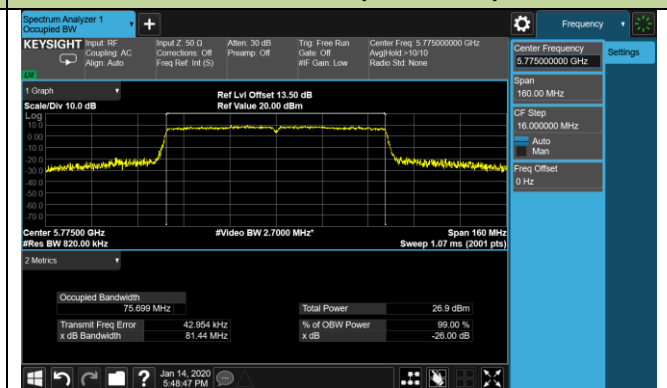 Spectrum Analyzer 1
Occupied BW
+
Frequency
KEYSIGHT
Input: RF
Coupling: AC
Align: Auto
Input Z: 50 Ω
Corrections: Off
Freq Ref: Int (S)
Atten: 30 dB
Preamp: Off
Trig: Free Run
Gate: Off
#IF Gain: Low
Center Freq: 5.775000000 GHz
Avg|Hold:>10/10
Radio Std: None
Center Frequency
5.775000000 GHz
Settings
Span
160.00 MHz
CF Step
16.000000 MHz
Auto
Man
Freq Offset
0 Hz
1 Graph
Scale/Div 10.0 dB
Ref Lvl Offset 13.50 dB
Ref Value 20.00 dBm
Log
10.0
0.00
-10.0
-20.0
-30.0
-40.0
-50.0
-60.0
-70.0
Center 5.77500 GHz
#Video BW 2.7000 MHz*
Span 160 MHz
#Res BW 820.00 kHz
Sweep 1.07 ms (2001 pts)
2 Metrics
Occupied Bandwidth
75.699 MHz
Total Power 26.9 dBm
Transmit Freq Error 42.954 kHz
% of OBW Power 99.00 %
x dB Bandwidth 81.44 MHz
x dB -26.00 dB
?
Jan 14, 2020
5:48:47 PM